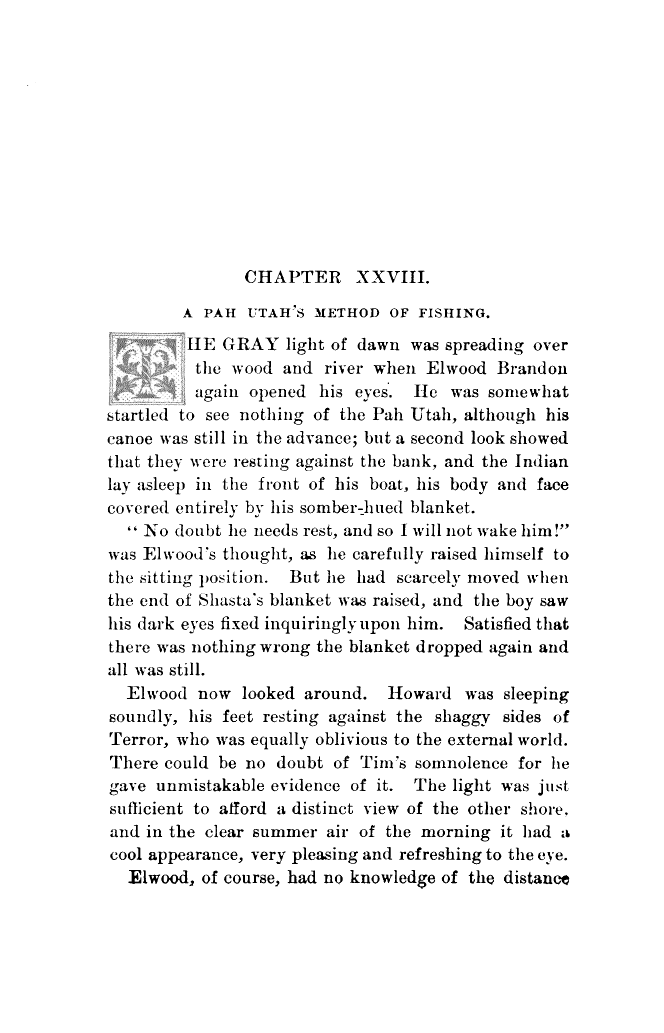 CHAPTER XXVIII.
A PAH UTAH'S METHOD OF FISHING.
THE GRAY light of dawn was spreading over
the wood and river when Elwood Brandon
again opened his eyes. He was somewhat
startled to see nothing of the Pah Utah, although his
canoe was still in the advance; but a second look showed
that they were resting against the bank, and the Indian
lay asleep in the front of his boat, his body and face
covered entirely by his somber-hued blanket.
"No doubt he needs rest, and so I will not wake him!"
was Elwood's thought, as he carefully raised himself to
the sitting position. But he had scarcely moved when
the end of Shasta's blanket was raised, and the boy saw
his dark eyes fixed inquiringly upon him. Satisfied that
there was nothing wrong the blanket dropped again and
all was still.
Elwood now looked around. Howard was sleeping
soundly, his feet resting against the shaggy sides of
Terror, who was equally oblivious to the external world.
There could be no doubt of Tim's somnolence for he
gave unmistakable evidence of it. The light was just
sufficient to afford a distinct view of the other shore,
and in the clear summer air of the morning it had a
cool appearance, very pleasing and refreshing to the eye.
Elwood, of course, had no knowledge of the distance